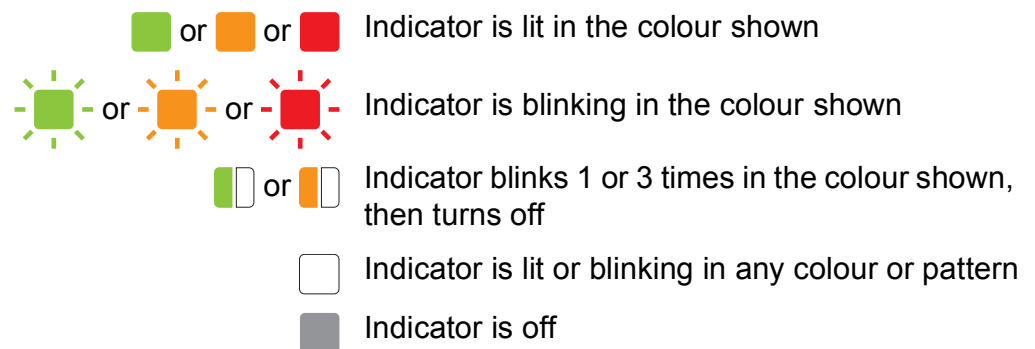 or or Indicator is lit in the colour shown
or or Indicator is blinking in the colour shown
or Indicator blinks 1 or 3 times in the colour shown,
then turns off
Indicator is lit or blinking in any colour or pattern
Indicator is off